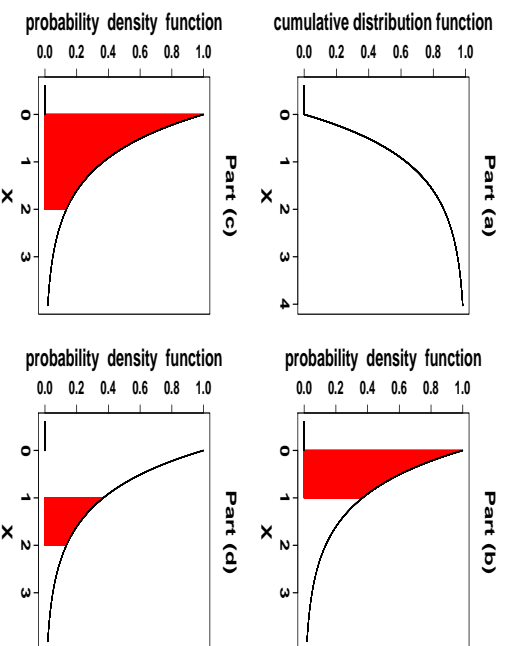 Part (a)
cumulative distribution function
0.0 0.2 0.4 0.6 0.8 1.0
0 1 2 3 4
X
Part (b)
probability density function
0.0 0.2 0.4 0.6 0.8 1.0
0 1 2 3
X
Part (c)
probability density function
0.0 0.2 0.4 0.6 0.8 1.0
0 1 2 3
X
Part (d)
probability density function
0.0 0.2 0.4 0.6 0.8 1.0
0 1 2 3
X